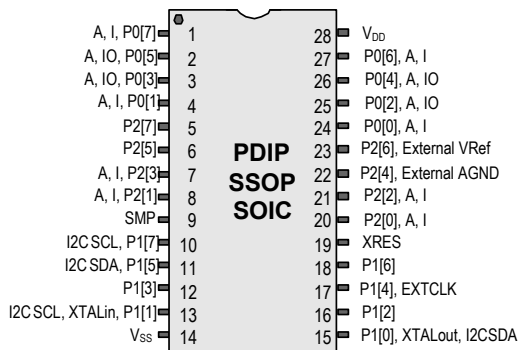 A, I, P0[7] 1 28 VDD
A, IO, P0[5] 2 27 P0[6], A, I
A, IO, P0[3] 3 26 P0[4], A, IO
A, I, P0[1] 4 25 P0[2], A, IO
P2[7] 5 24 P0[0], A, I
P2[5] 6 PDIP 23 P2[6], External VRef
A, I, P2[3] 7 SSOP 22 P2[4], External AGND
A, I, P2[1] 8 SOIC 21 P2[2], A, I
SMP 9 20 P2[0], A, I
I2C SCL, P1[7] 10 19 XRES
I2C SDA, P1[5] 11 18 P1[6]
P1[3] 12 17 P1[4], EXTCLK
I2C SCL, XTALin, P1[1] 13 16 P1[2]
VSS 14 15 P1[0], XTALout, I2CSDA